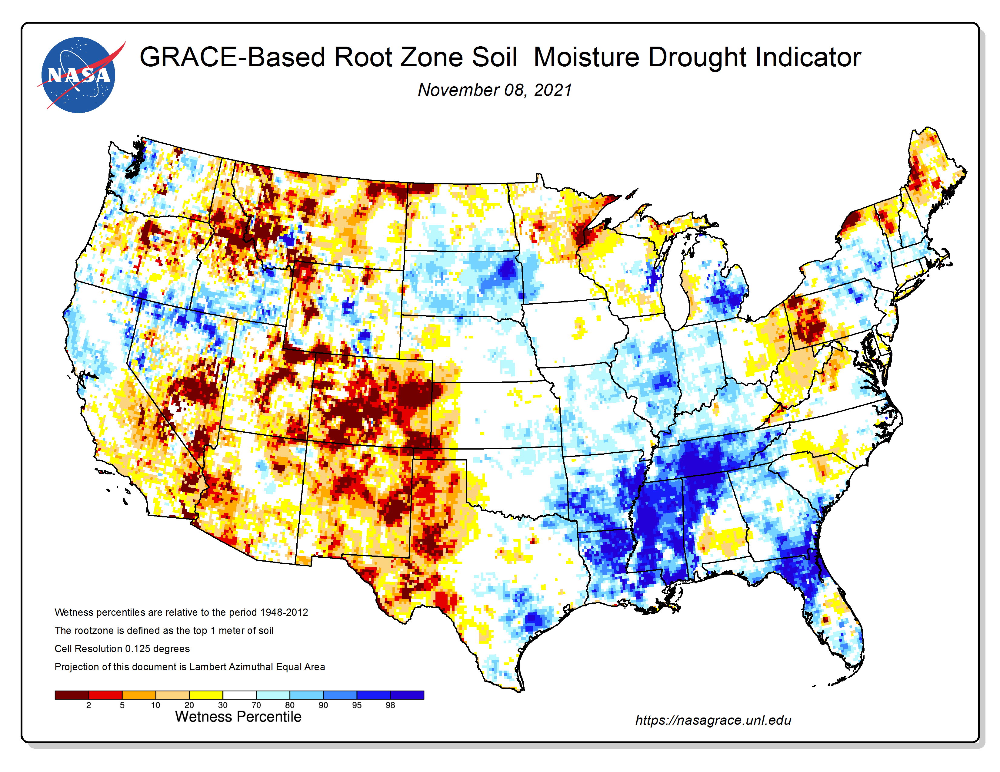 NASA
GRACE-Based Root Zone Soil  Moisture Drought Indicator
November 08, 2021
Wetness percentiles are relative to the period 1948-2012
The rootzone is defined as the top 1 meter of soil
Cell Resolution 0.125 degrees
Projection of this document is Lambert Azimuthal Equal Area
2 5 10 20 30 70 80 90 95 98
Wetness Percentile
https://nasagrace.unl.edu